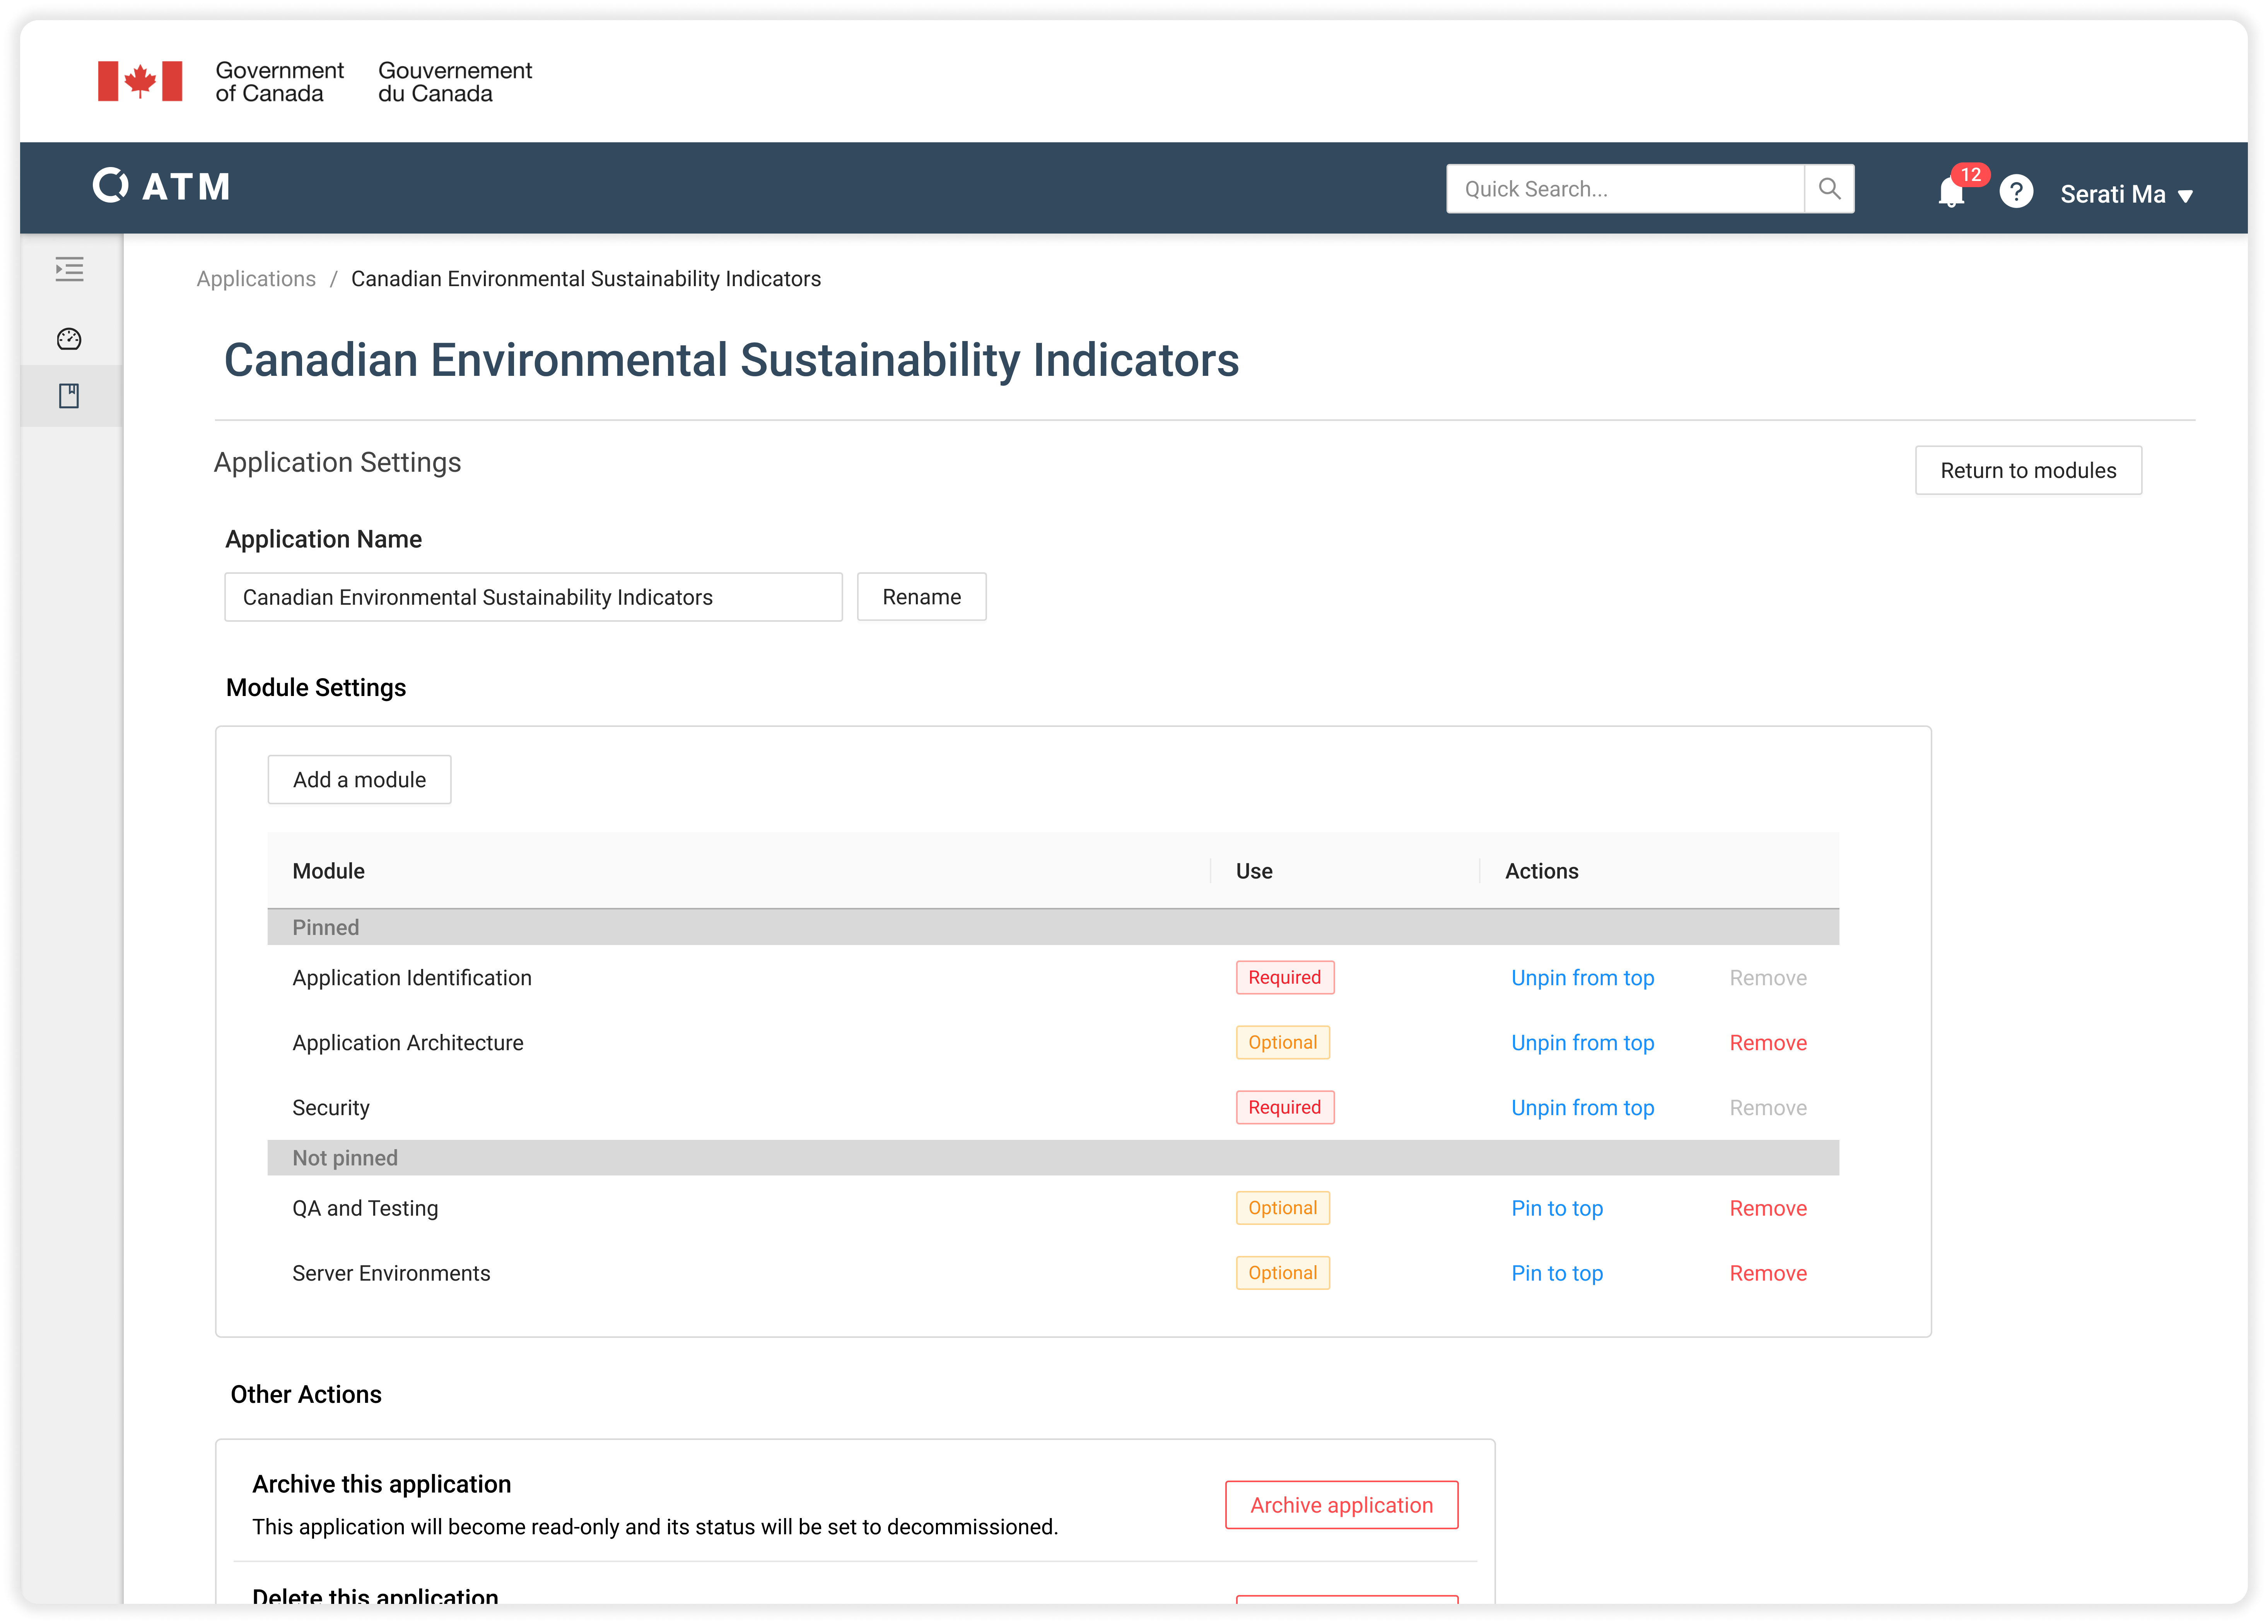 Government of Canada
Gouvernement du Canada
ATM
Quick Search...
12
?
Serati Ma
Applications / Canadian Environmental Sustainability Indicators
Canadian Environmental Sustainability Indicators
Application Settings
Return to modules
Application Name
Canadian Environmental Sustainability Indicators
Rename
Module Settings
Add a module
Module Use Actions
Pinned
Application Identification Required Unpin from top Remove
Application Architecture Optional Unpin from top Remove
Security Required Unpin from top Remove
Not pinned
QA and Testing Optional Pin to top Remove
Server Environments Optional Pin to top Remove
Other Actions
Archive this application
This application will become read-only and its status will be set to decommissioned.
Archive application
Delete this application